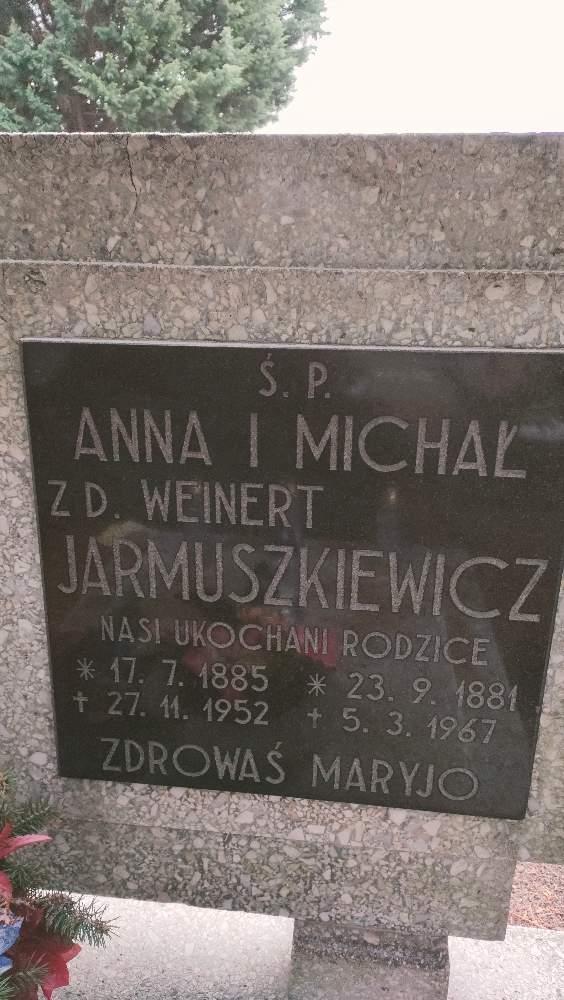 Ś. P.
ANNA I MICHAŁ
Z D. WEINERT
JARMUSZKIEWICZ
NASI UKOCHANI RODZICE
* 17. 7. 1885 * 23. 9. 1881
† 27. 11. 1952 † 5. 3. 1967
ZDROWAŚ MARYJO